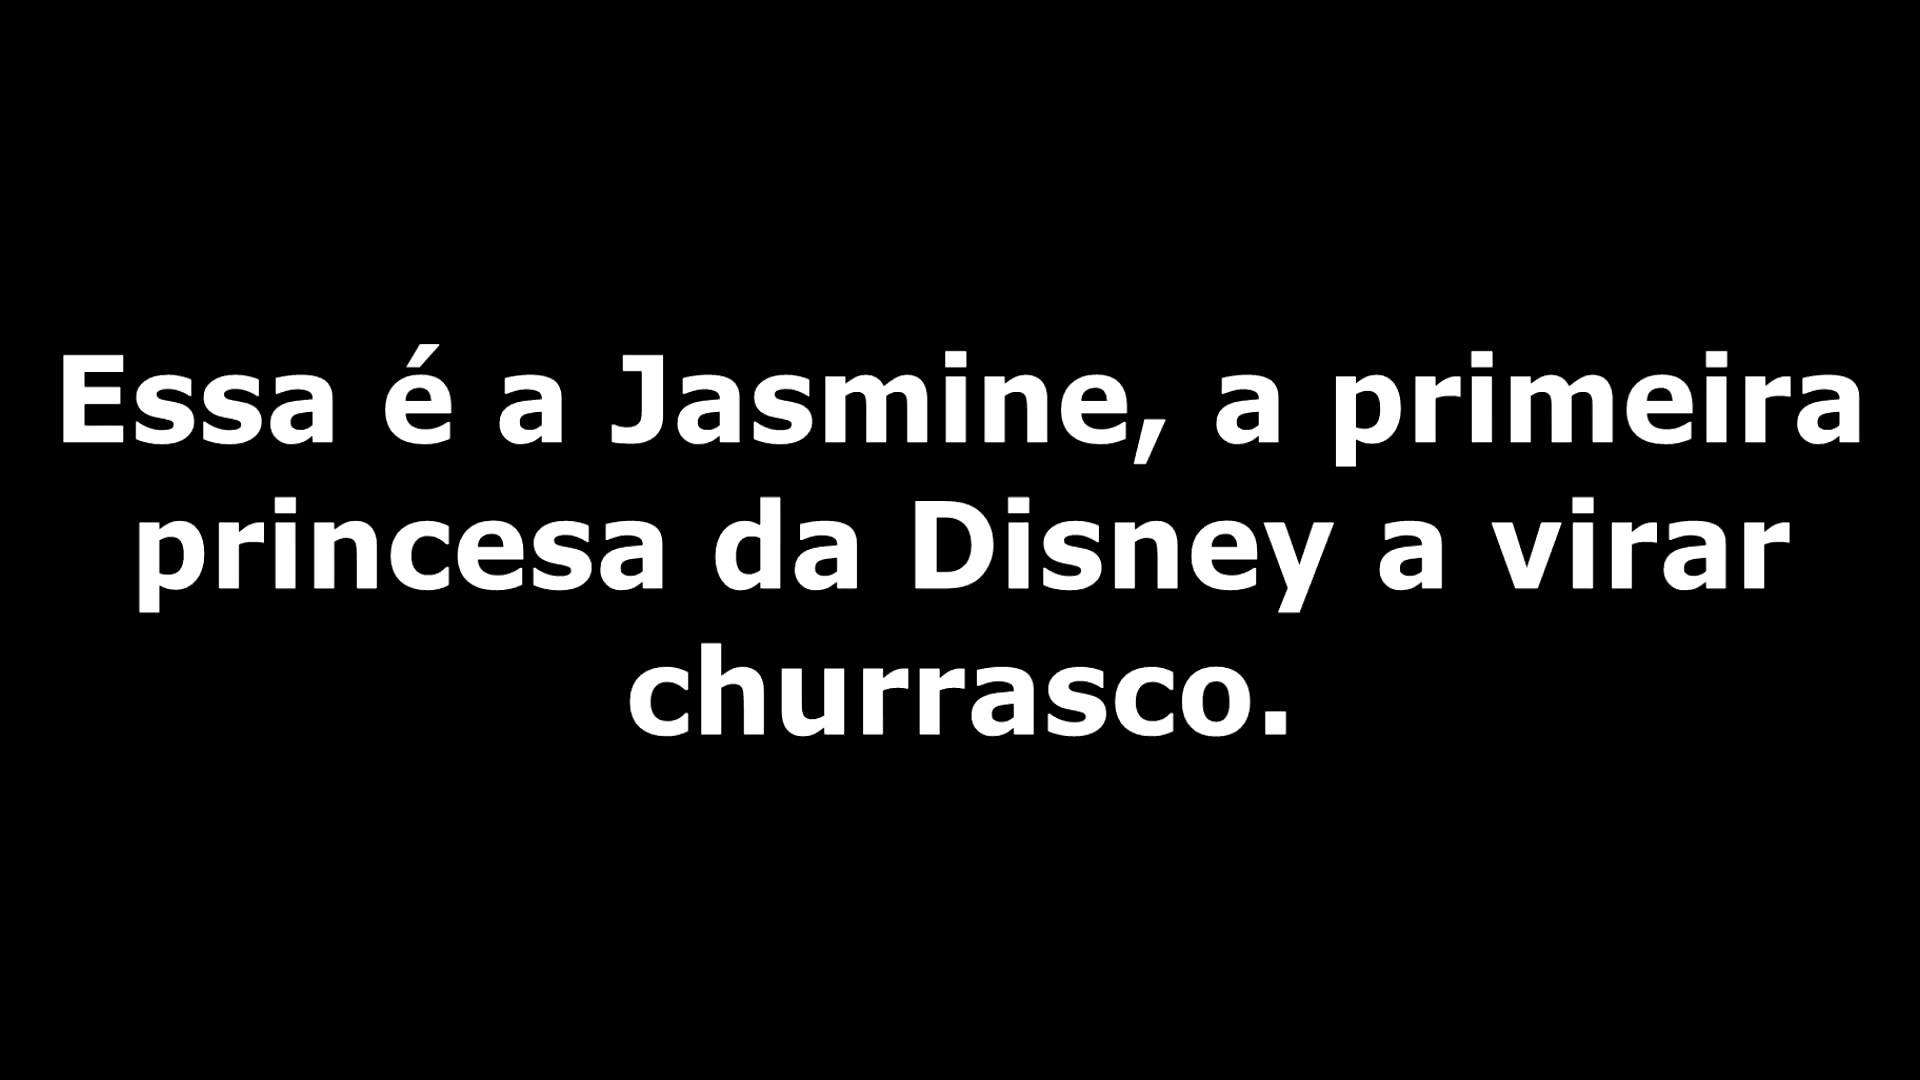 Essa é a Jasmine, a primeira
princesa da Disney a virar
churrasco.